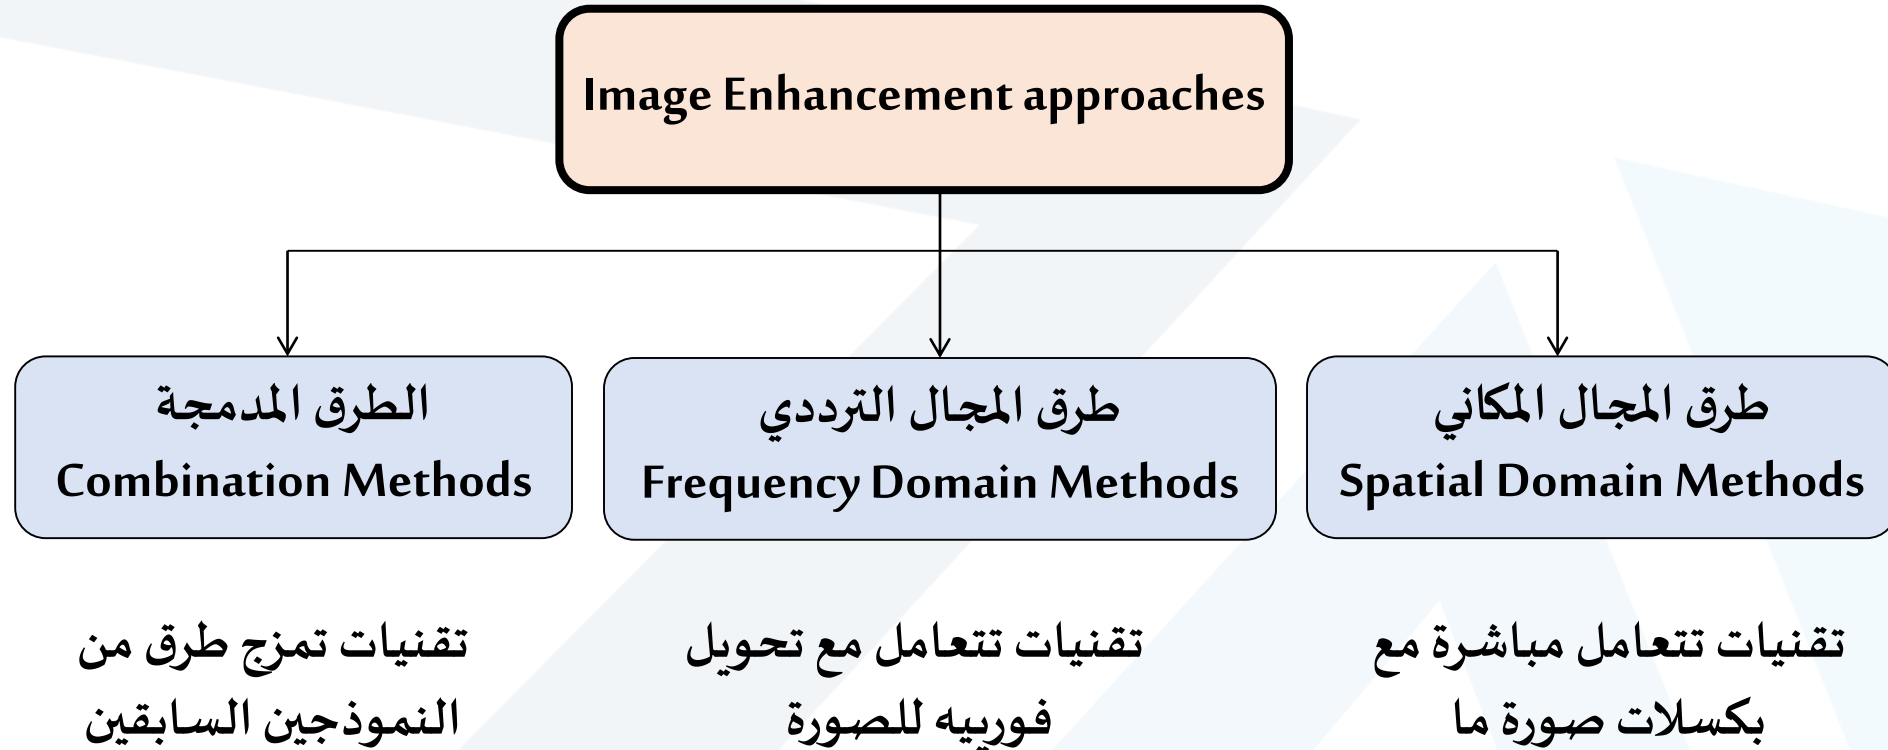 Image Enhancement approaches
طرق المجال المكاني
Spatial Domain Methods
تقنيات تتعامل مباشرة مع
بكسلات صورة ما
طرق المجال الترددي
Frequency Domain Methods
تقنيات تتعامل مع تحويل
فورييه للصورة
الطرق المدمجة
Combination Methods
تقنيات تمزج طرق من
النموذجين السابقين